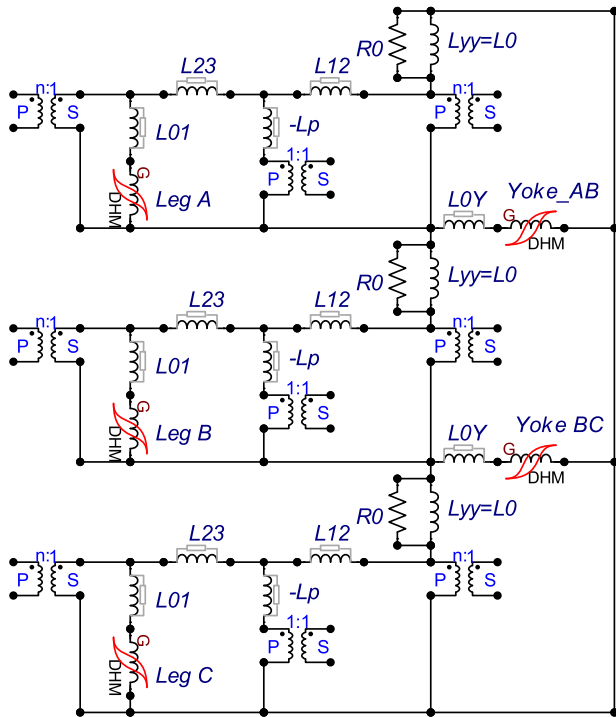 R0 Lyy=L0
L23 L12
n:1 n:1
P S P S
L01 -Lp
1:1
G P S
DHM Leg A
L0Y Yoke_AB
G DHM
R0 Lyy=L0
L23 L12
n:1 n:1
P S P S
L01 -Lp
1:1
G P S
DHM Leg B
L0Y Yoke BC
G DHM
R0 Lyy=L0
L23 L12
n:1 n:1
P S P S
L01 -Lp
1:1
G P S
DHM Leg C